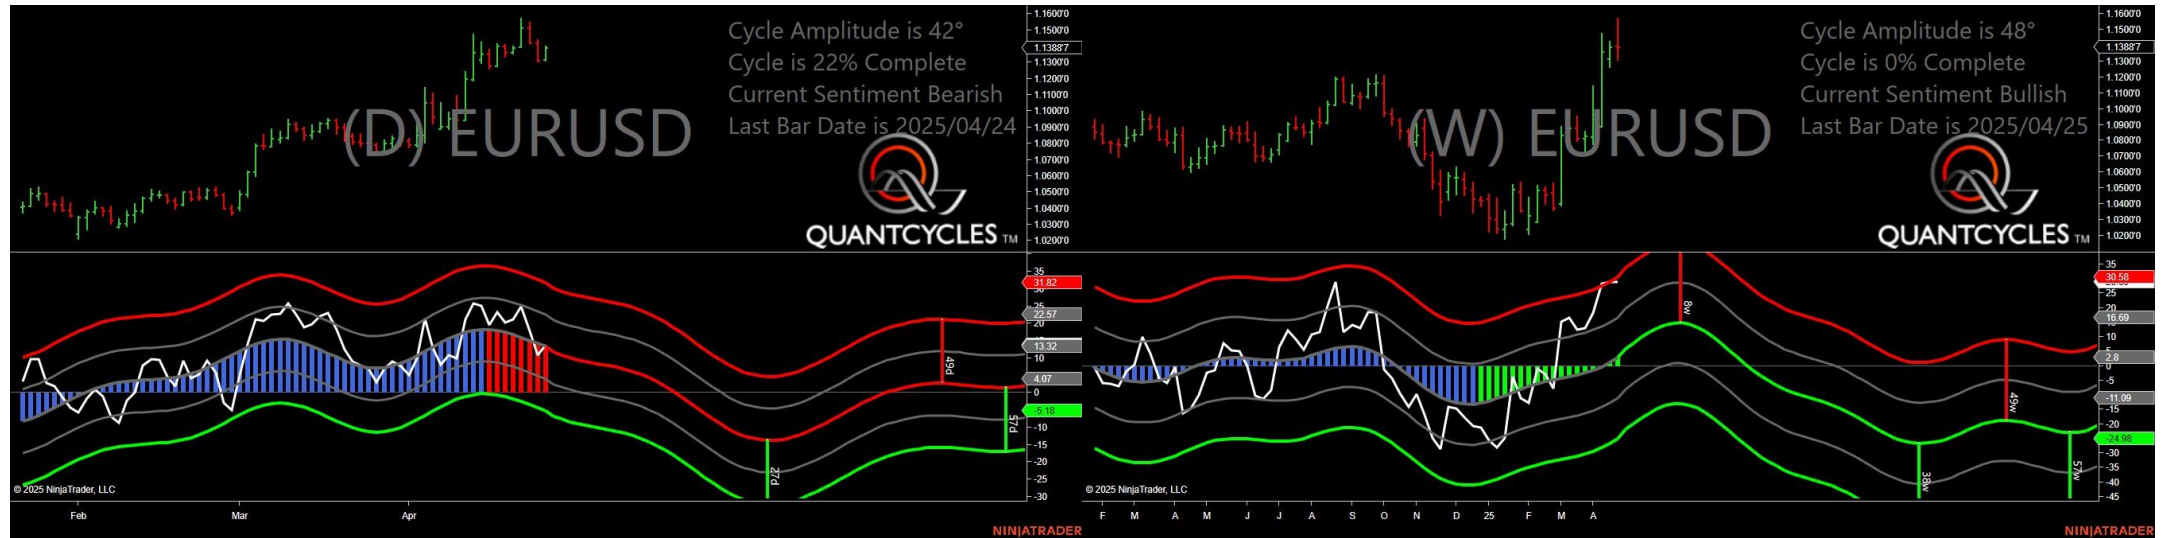 Cycle Amplitude is 42°
Cycle is 22% Complete
Current Sentiment Bearish
Last Bar Date is 2025/04/24
(D) EURUSD
QUANTCYCLES TM
1.1600'0
1.1500'0
1.1388'7
1.1300'0
1.1200'0
1.1100'0
1.1000'0
1.0900'0
1.0800'0
1.0700'0
1.0600'0
1.0500'0
1.0400'0
1.0300'0
1.0200'0
35
31.82
30
25
22.57
20
13.32
10
4.07
0
-5.18
-10
-15
-20
-25
-30
49d
57d
27d
© 2025 NinjaTrader, LLC
Feb
Mar
Apr
NINJATRADER
Cycle Amplitude is 48°
Cycle is 0% Complete
Current Sentiment Bullish
Last Bar Date is 2025/04/25
(W) EURUSD
QUANTCYCLES TM
1.1600'0
1.1500'0
1.1388'7
1.1300'0
1.1200'0
1.1100'0
1.1000'0
1.0900'0
1.0800'0
1.0700'0
1.0600'0
1.0500'0
1.0400'0
1.0300'0
1.0200'0
35
30.58
25
20
16.69
10
5
2.8
0
-5
-11.09
-15
-20
-24.98
-30
-35
-40
-45
8w
49w
38w
57w
© 2025 NinjaTrader, LLC
F
M
A
M
J
J
A
S
O
N
D
25
F
M
A
NINJATRADER